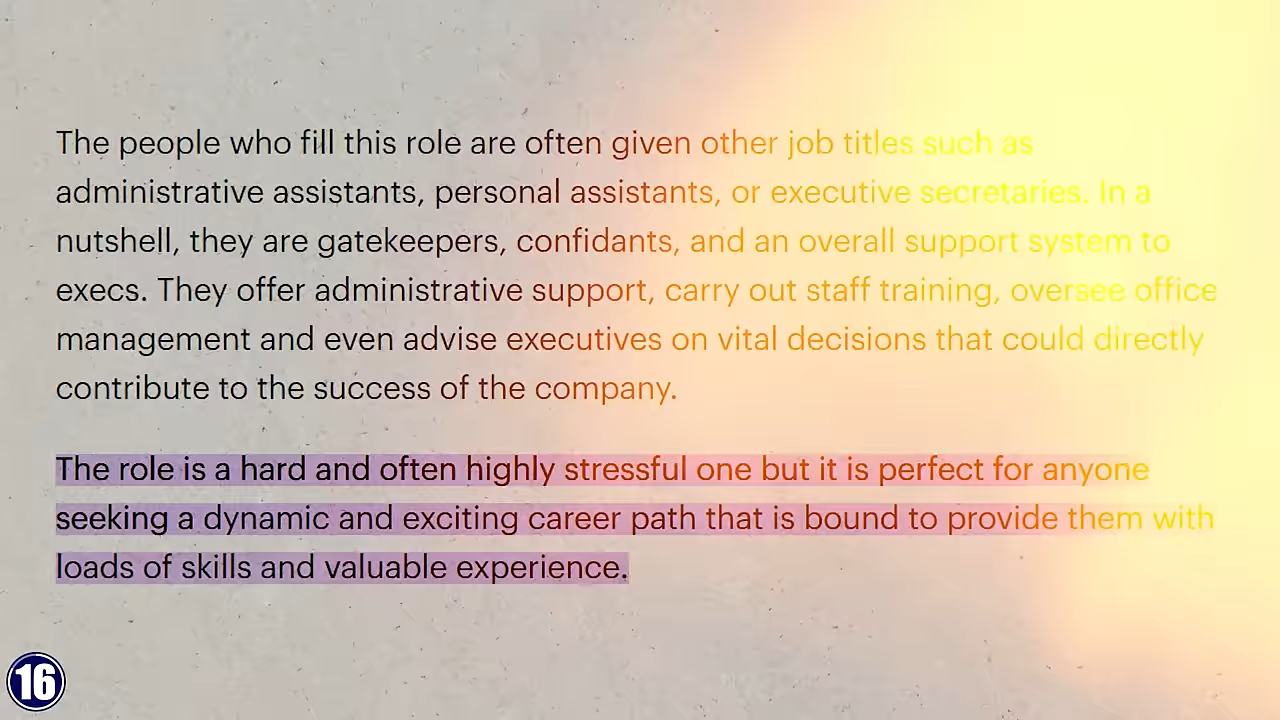 The people who fill this role are often given other job titles such as
administrative assistants, personal assistants, or executive secretaries. In a
nutshell, they are gatekeepers, confidants, and an overall support system to
execs. They offer administrative support, carry out staff training, oversee office
management and even advise executives on vital decisions that could directly
contribute to the success of the company.
The role is a hard and often highly stressful one but it is perfect for anyone
seeking a dynamic and exciting career path that is bound to provide them with
loads of skills and valuable experience.
16